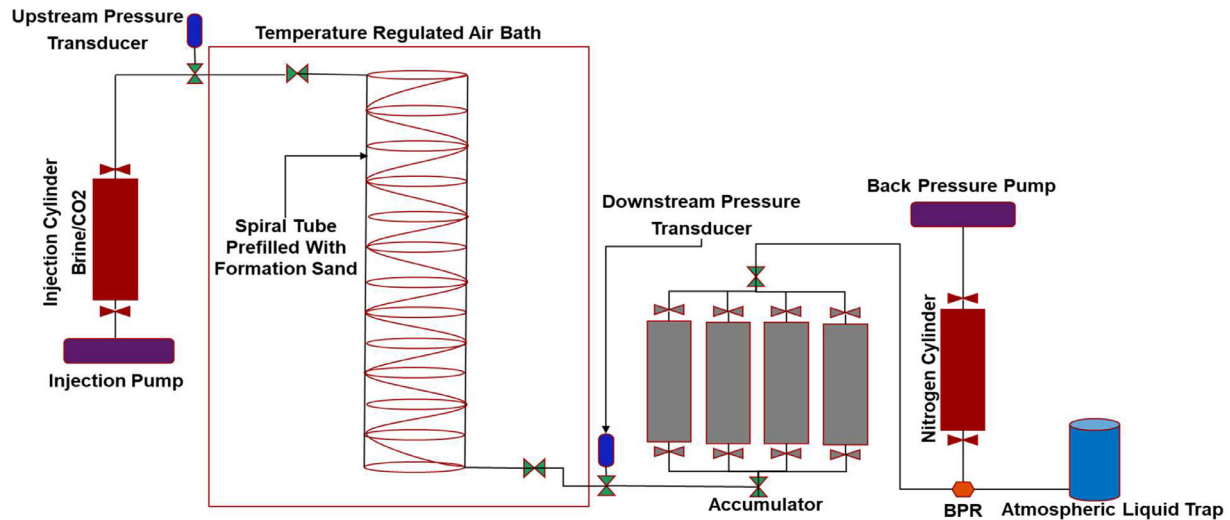 Upstream Pressure
Transducer
Temperature Regulated Air Bath
Injection Cylinder
Brine/CO2
Injection Pump
Spiral Tube
Prefilled With
Formation Sand
Downstream Pressure
Transducer
Accumulator
Back Pressure Pump
Nitrogen Cylinder
BPR
Atmospheric Liquid Trap